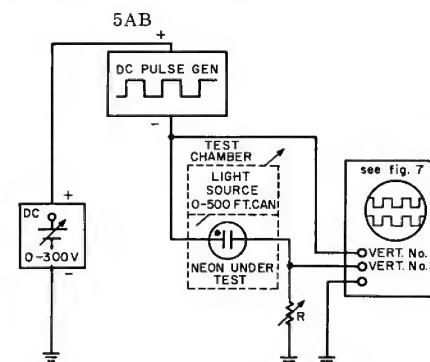 5AB
+
DC PULSE GEN
-
TEST
CHAMBER
LIGHT
SOURCE
0-500 FT.CAN
see fig. 7
DC
+
0-300V
-
VERT. No.
VERT. No.
NEON UNDER
TEST
R